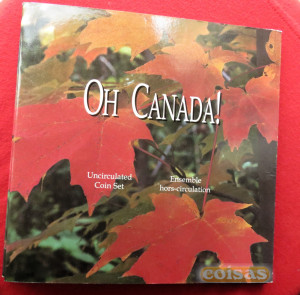 OH CANADA!
Uncirculated
Coin Set
Ensemble
hors-circulation
coisas